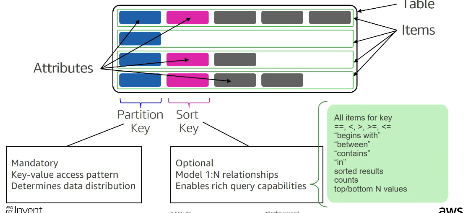 Table
Items
Attributes
Partition
Key
Sort
Key
Mandatory
Key-value access pattern
Determines data distribution
Optional
Model 1:N relationships
Enables rich query capabilities
All items for key
==, <, >, >=, <=
"begins with"
"between"
"contains"
"in"
sorted results
counts
top/bottom N values
re:Invent
aws